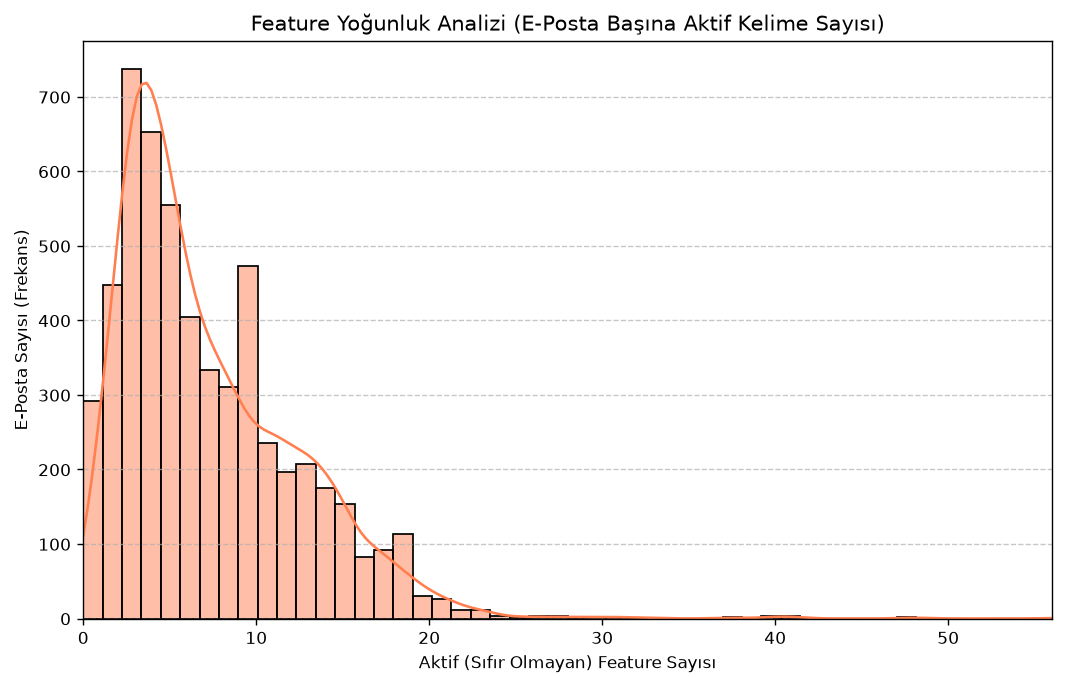 Feature Yoğunluk Analizi (E-Posta Başına Aktif Kelime Sayısı)
E-Posta Sayısı (Frekans)
700
600
500
400
300
200
100
0
0 10 20 30 40 50
Aktif (Sıfır Olmayan) Feature Sayısı